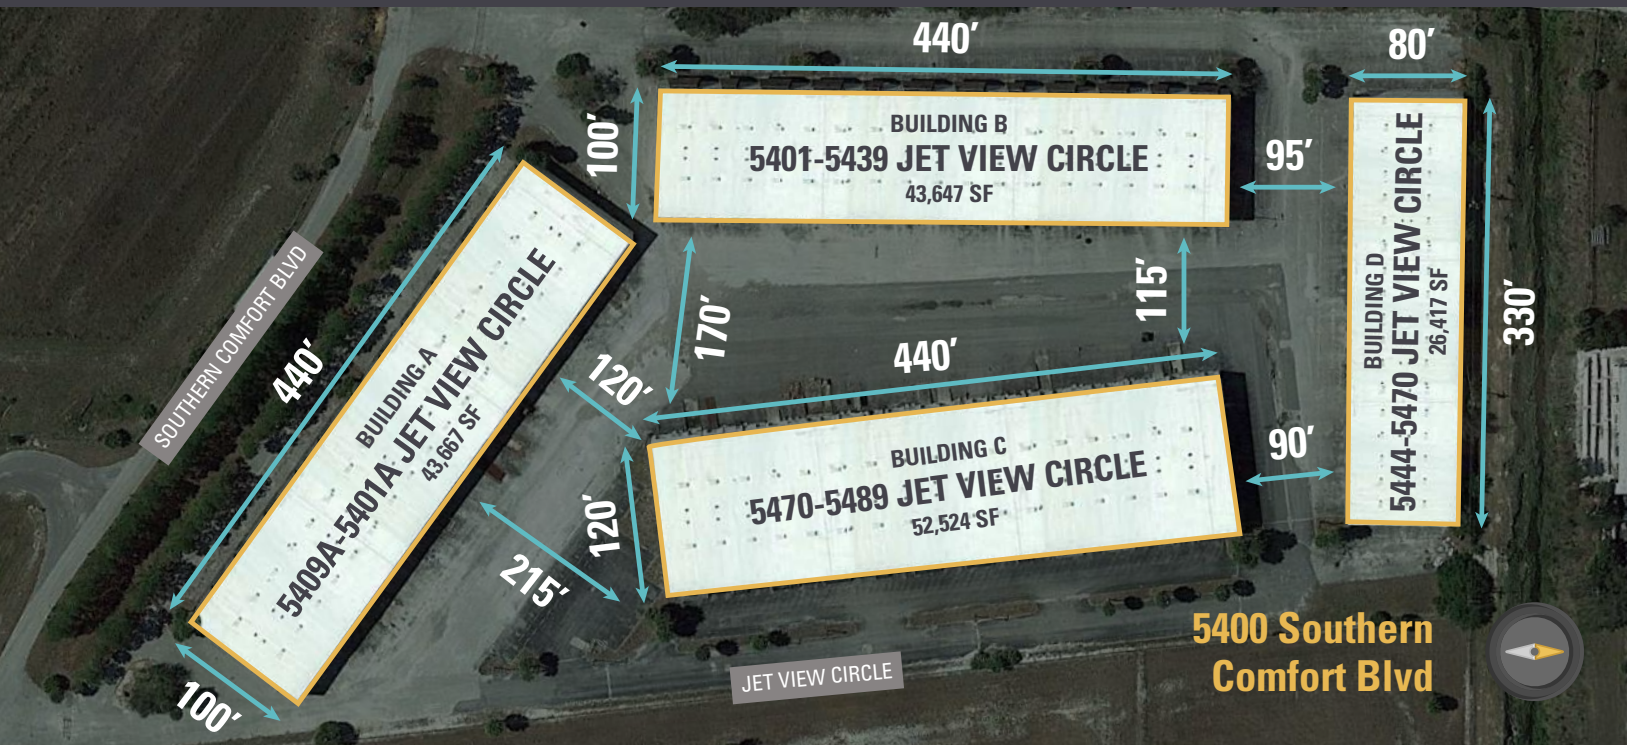 440’
80’
100’
BUILDING B
5401-5439 JET VIEW CIRCLE
43,647 SF
95’
SOUTHERN COMFORT BLVD
440’
BUILDING A
5409A-5401A JET VIEW CIRCLE
43,667 SF
100’
120’
215’
170’
115’
440’
120’
BUILDING C
5470-5489 JET VIEW CIRCLE
52,524 SF
90’
BUILDING D
5444-5470 JET VIEW CIRCLE
26,417 SF
330’
JET VIEW CIRCLE
5400 Southern
Comfort Blvd